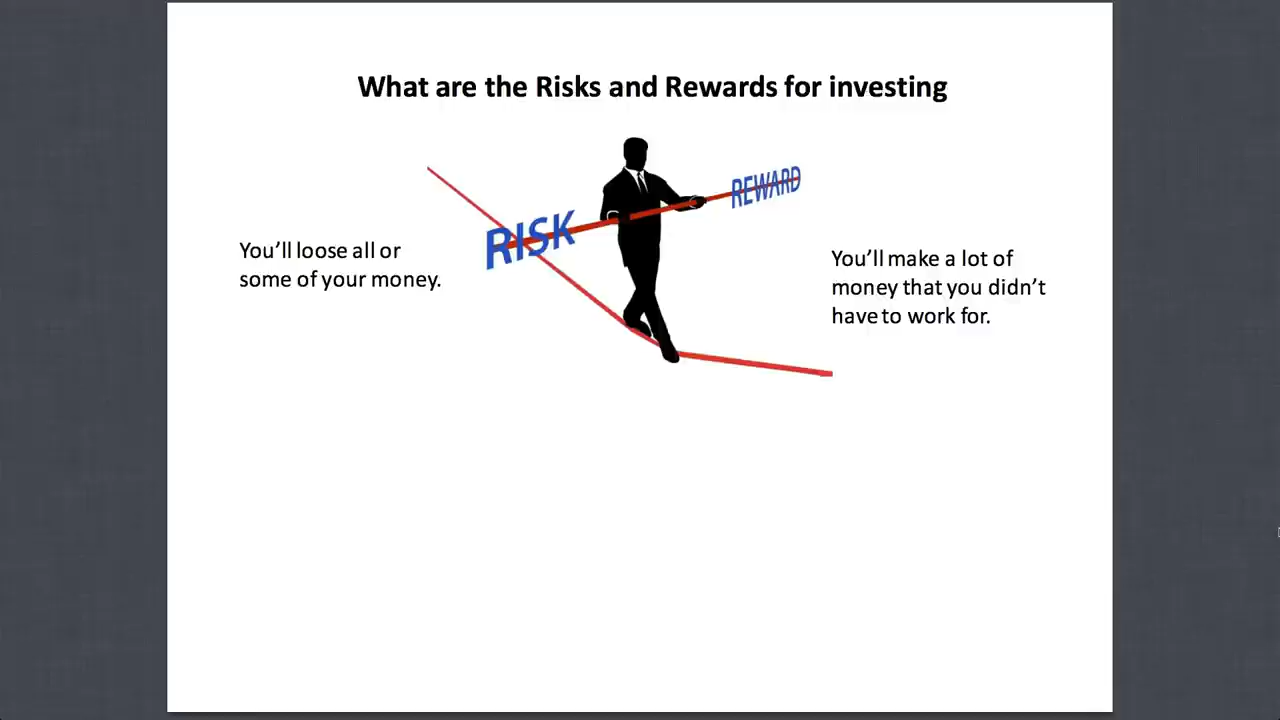 What are the Risks and Rewards for investing
RISK
REWARD
You'll loose all or
some of your money.
You'll make a lot of
money that you didn't
have to work for.